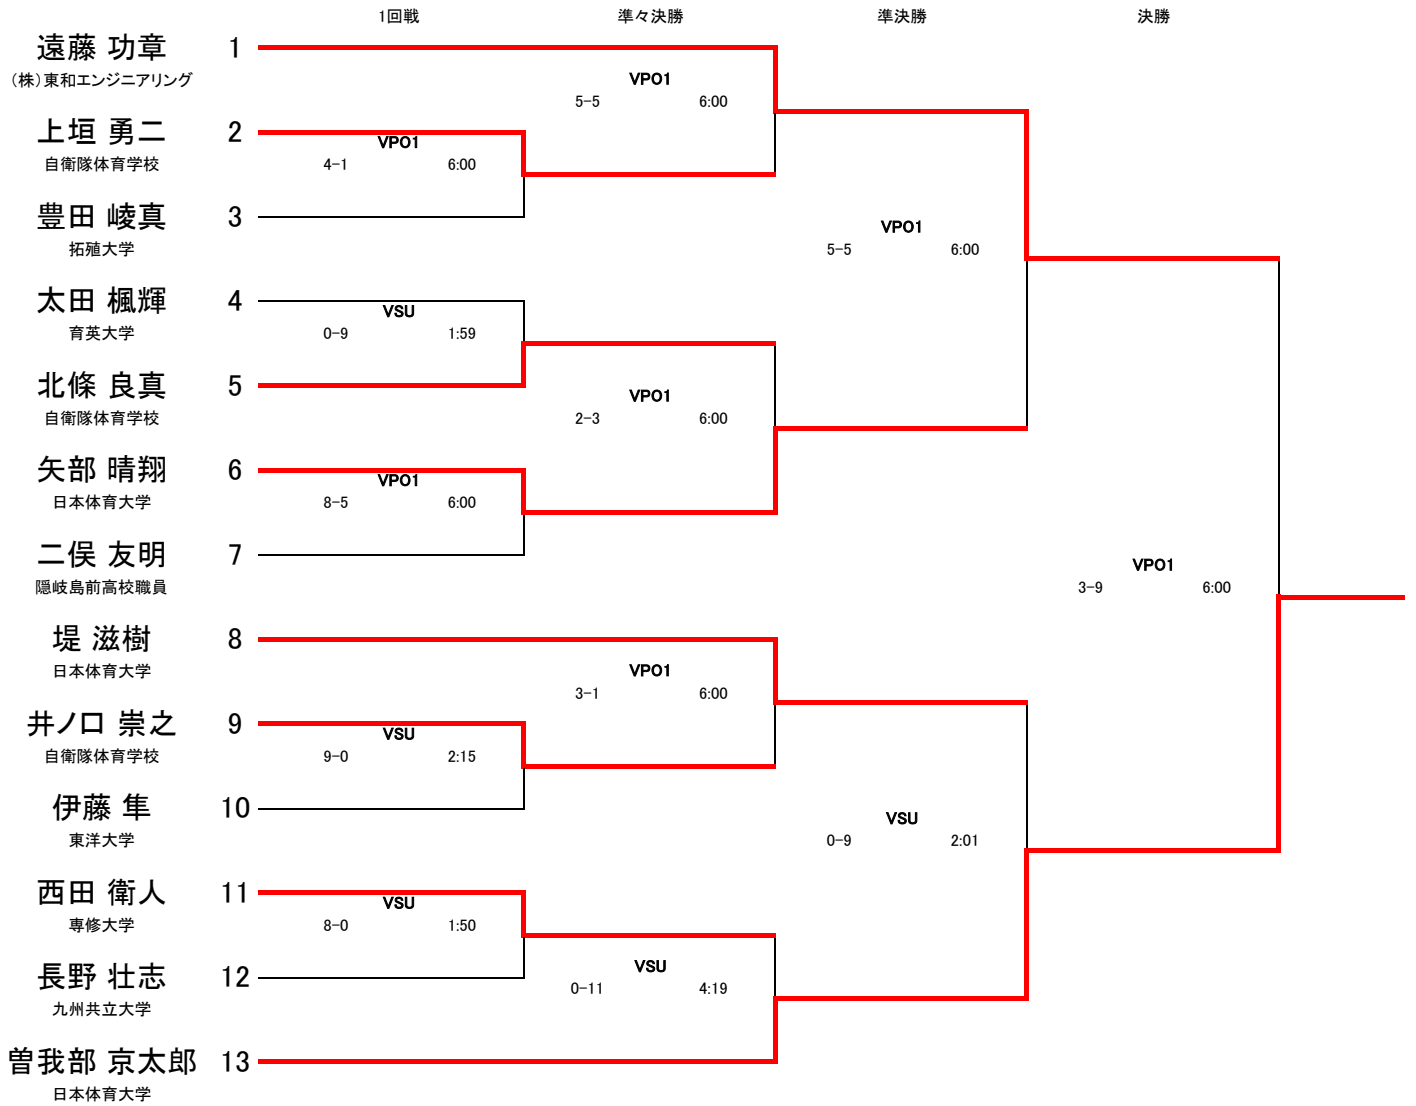 1回戦 準々決勝 準決勝 決勝
遠藤 功章 1
(株)東和エンジニアリング
VPO1
5-5 6:00
上垣 勇二 2
VPO1
自衛隊体育学校
4-1 6:00
豊田 崚真 3
拓殖大学
VPO1
5-5 6:00
太田 楓輝 4
VSU
育英大学
0-9 1:59
北條 良真 5
自衛隊体育学校
VPO1
2-3 6:00
矢部 晴翔 6
VPO1
日本体育大学
8-5 6:00
二俣 友明 7
隠岐島前高校職員
VPO1
3-9 6:00
堤 滋樹 8
日本体育大学
VPO1
3-1 6:00
井ノ口 崇之 9
VSU
自衛隊体育学校
9-0 2:15
伊藤 隼 10
東洋大学
VSU
0-9 2:01
西田 衛人 11
VSU
専修大学
8-0 1:50
長野 壮志 12
九州共立大学
VSU
0-11 4:19
曽我部 京太郎 13
日本体育大学